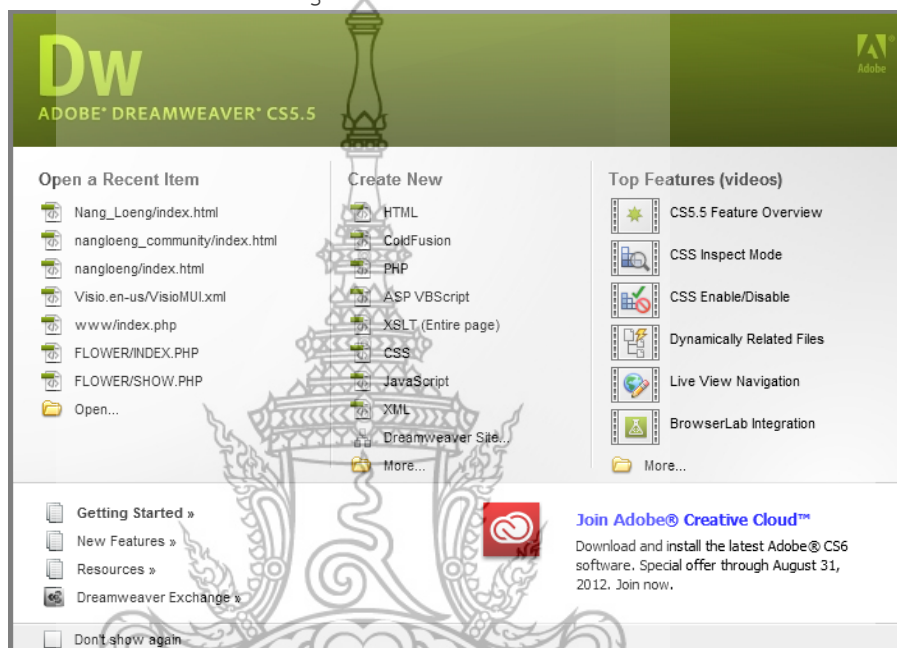 Dw
ADOBE® DREAMWEAVER® CS5.5
Adobe®
Open a Recent Item
Nang_Loeng/index.html
nangloeng_community/index.html
nangloeng/index.html
Visio.en-us/VisioMUI.xml
www/index.php
FLOWER/INDEX.PHP
FLOWER/SHOW.PHP
Open...
Create New
HTML
ColdFusion
PHP
ASP VBScript
XSLT (Entire page)
CSS
JavaScript
XML
Dreamweaver Site...
More...
Top Features (videos)
CS5.5 Feature Overview
CSS Inspect Mode
CSS Enable/Disable
Dynamically Related Files
Live View Navigation
BrowserLab Integration
More...
Getting Started »
New Features »
Resources »
Dreamweaver Exchange »
Join Adobe® Creative Cloud™
Download and install the latest Adobe® CS6
software. Special offer through August 31,
2012. Join now.
Don't show again